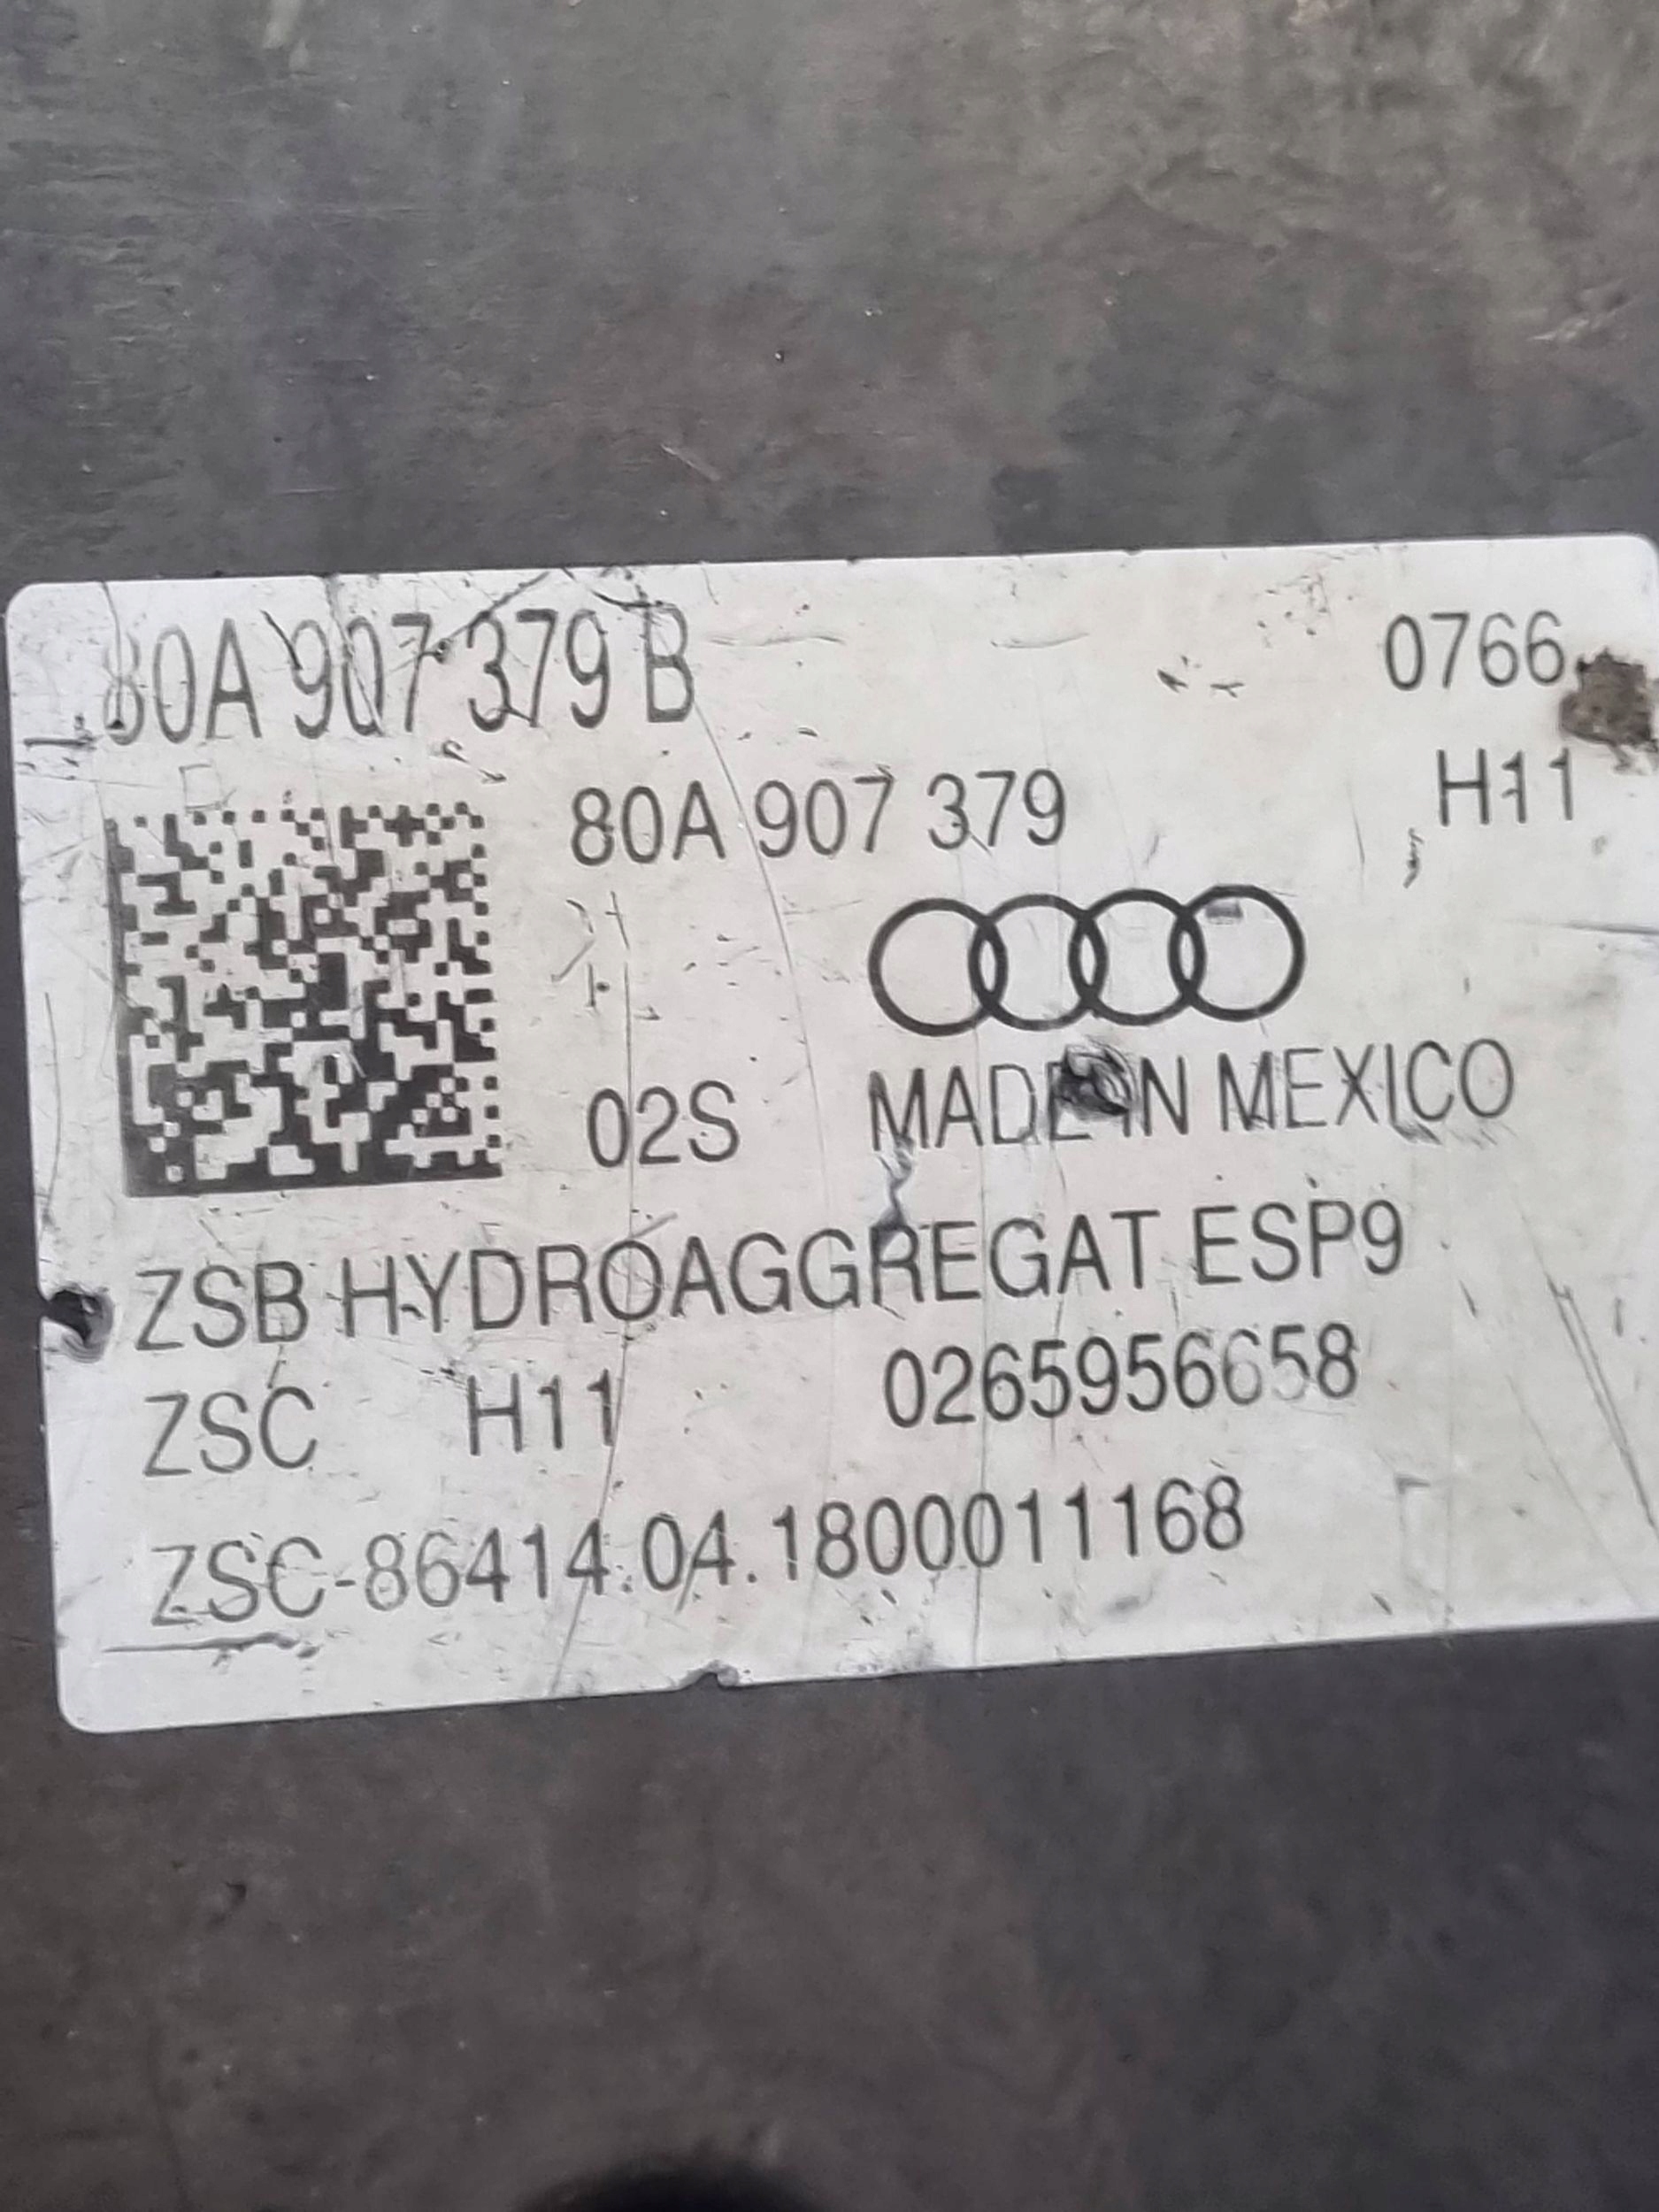 80A 907 379 B 0766
80A 907 379 H11
02S MADE IN MEXICO
ZSB HYDROAGGREGAT ESP9
ZSC H11 0265956658
ZSC-86414.04.1800011168